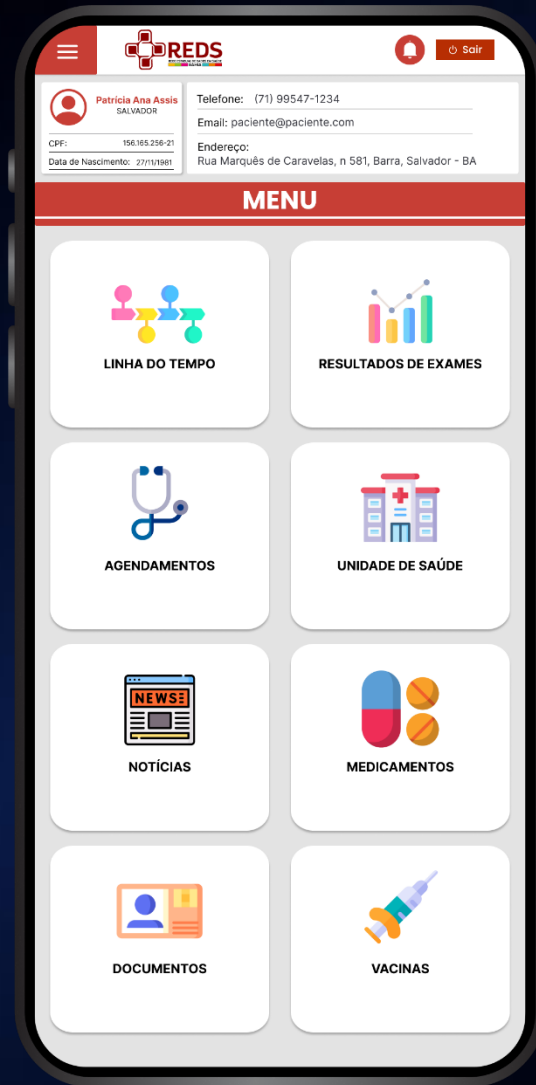 REDS
Sair
Patrícia Ana Assis
SALVADOR
CPF: 156.165.256-21
Data de Nascimento: 27/11/1981
Telefone: (71) 99547-1234
Email: paciente@paciente.com
Endereço:
Rua Marquês de Caravelas, n 581, Barra, Salvador - BA
MENU
LINHA DO TEMPO
RESULTADOS DE EXAMES
AGENDAMENTOS
UNIDADE DE SAÚDE
NEWS
NOTÍCIAS
MEDICAMENTOS
DOCUMENTOS
VACINAS